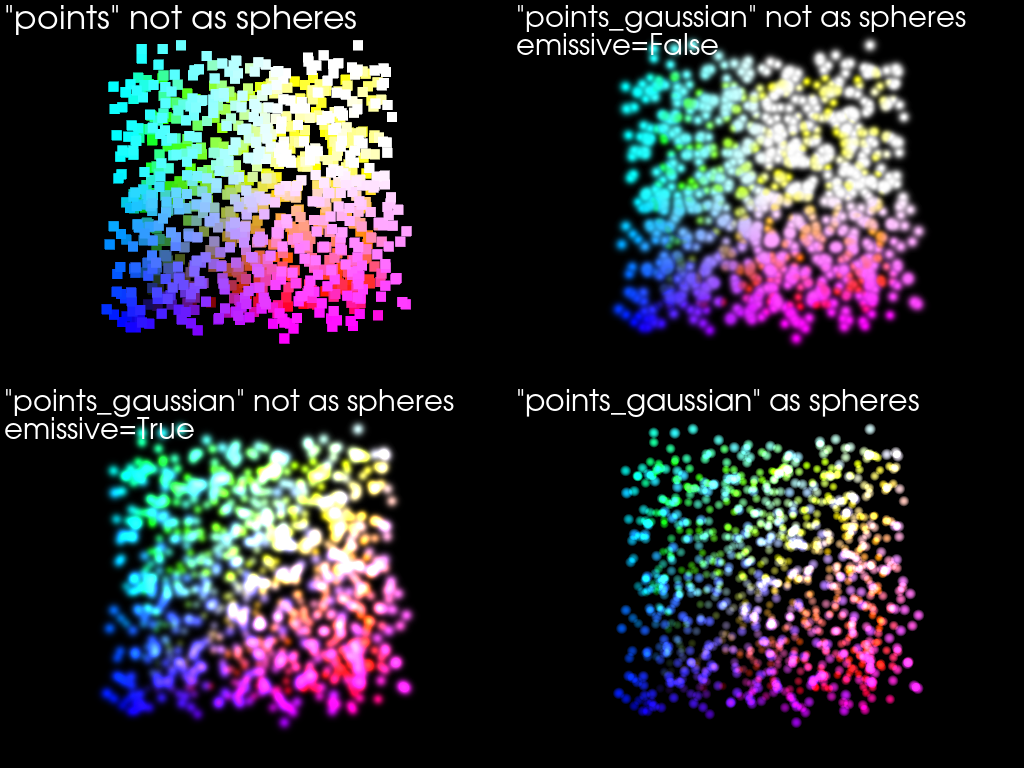 "points" not as spheres
"points_gaussian" not as spheres
emissive=False
"points_gaussian" not as spheres
emissive=True
"points_gaussian" as spheres